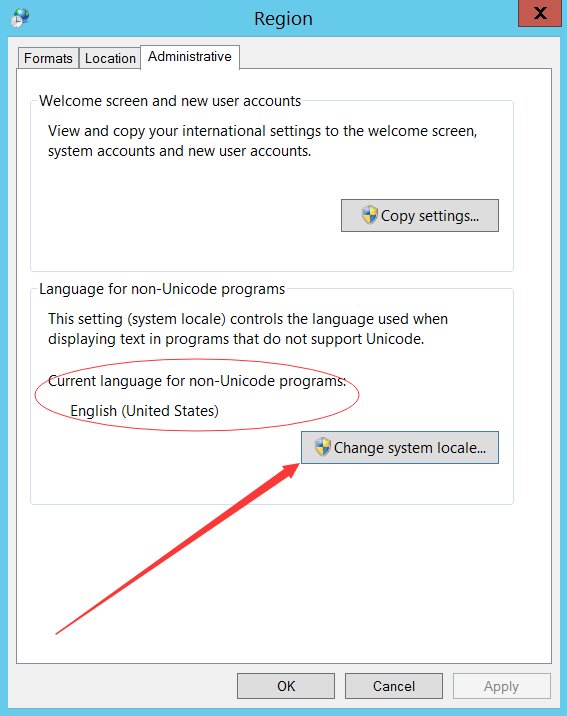 Region
Formats
Location
Administrative
Welcome screen and new user accounts
View and copy your international settings to the welcome screen,
system accounts and new user accounts.
Copy settings...
Language for non-Unicode programs
This setting (system locale) controls the language used when
displaying text in programs that do not support Unicode.
Current language for non-Unicode programs:
English (United States)
Change system locale...
OK
Cancel
Apply